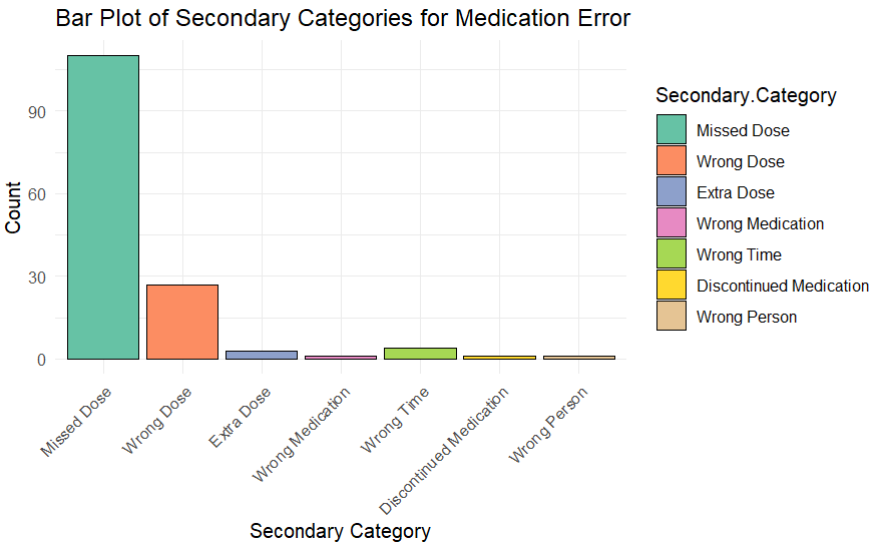 Bar Plot of Secondary Categories for Medication Error
Count
90
60
30
0
Missed Dose
Wrong Dose
Extra Dose
Wrong Medication
Wrong Time
Discontinued Medication
Wrong Person
Secondary Category
Secondary.Category
Missed Dose
Wrong Dose
Extra Dose
Wrong Medication
Wrong Time
Discontinued Medication
Wrong Person